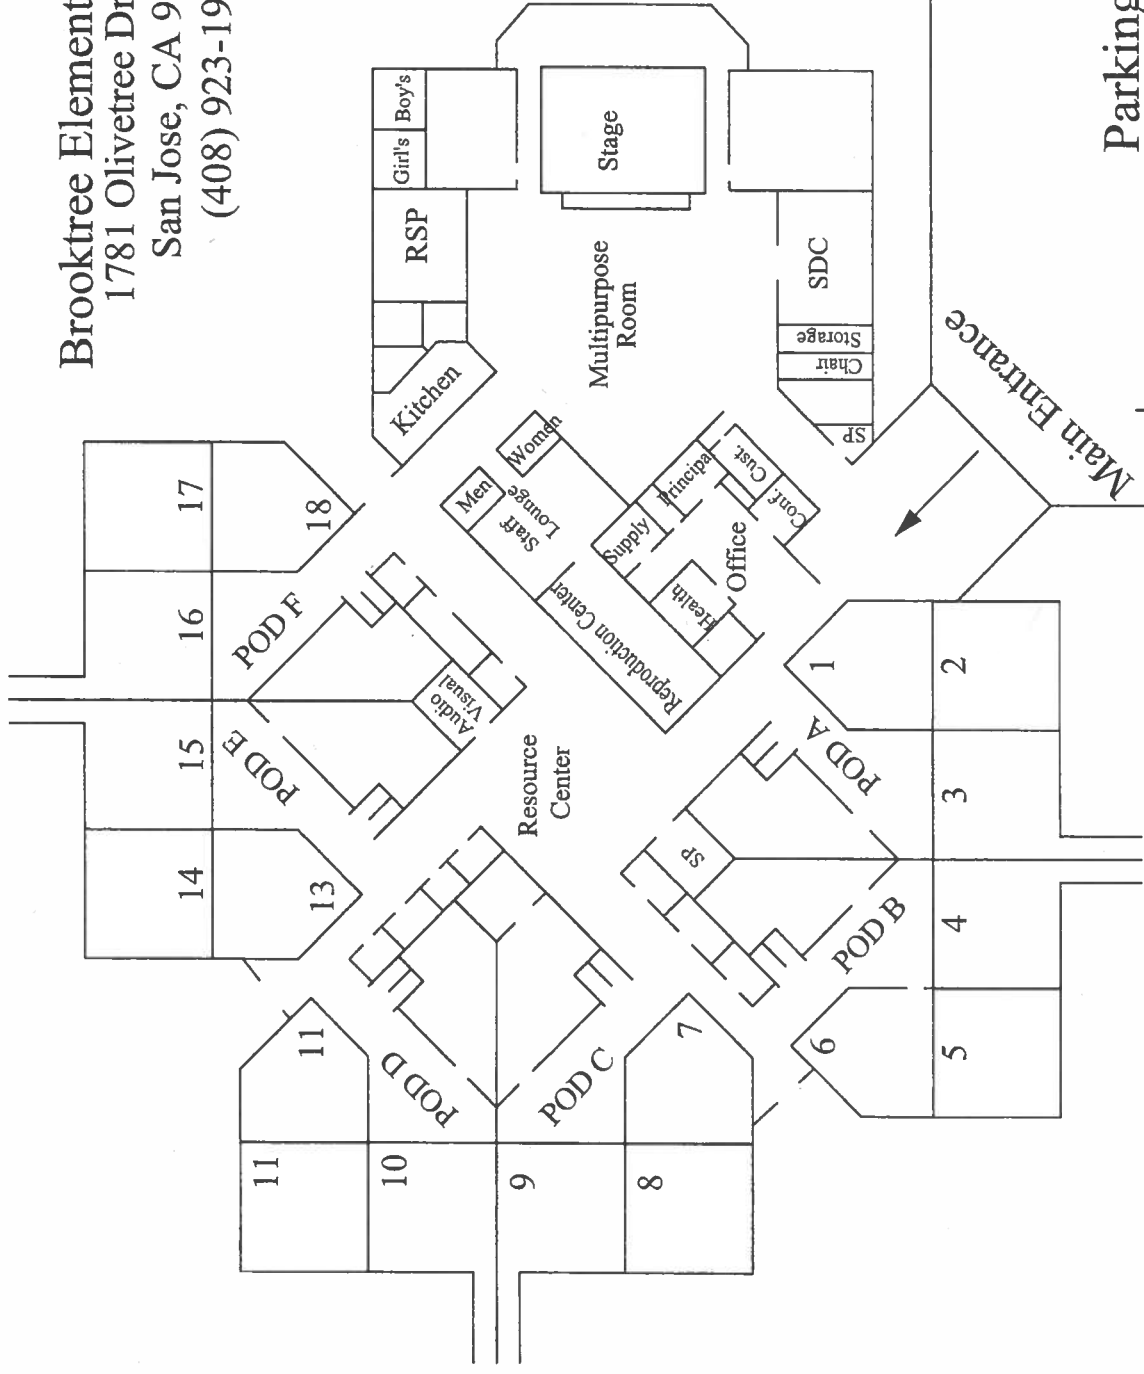 Brooktree Element
1781 Olivetree Dr
San Jose, CA 9
(408) 923-19
Parking
Main Entrance
Boy's
Girl's
RSP
Stage
Multipurpose
Room
SDC
Storage
Chair
SP
Kitchen
Women
Men
Staff
Lounge
Supply
Principal
Cust.
Conf.
Office
Health
Reproduction Center
Resource
Center
Audio
Visual
SP
POD A
1
2
3
POD B
4
5
6
POD C
7
8
9
POD D
10
11
11
POD E
13
14
15
POD F
16
17
18